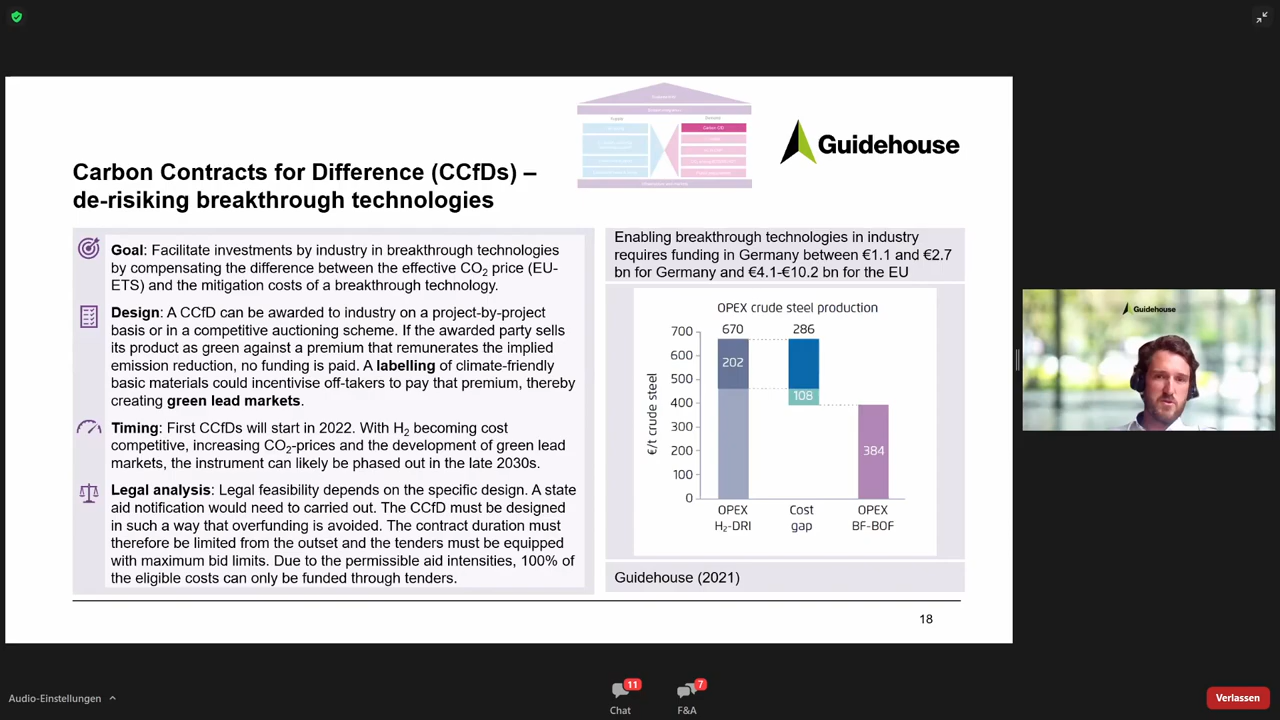 Guidehouse
Carbon Contracts for Difference (CCfDs) –
de-risiking breakthrough technologies
Goal: Facilitate investments by industry in breakthrough technologies
by compensating the difference between the effective CO₂ price (EU-
ETS) and the mitigation costs of a breakthrough technology.
Design: A CCfD can be awarded to industry on a project-by-project
basis or in a competitive auctioning scheme. If the awarded party sells
its product as green against a premium that remunerates the implied
emission reduction, no funding is paid. A labelling of climate-friendly
basic materials could incentivise off-takers to pay that premium, thereby
creating green lead markets.
Timing: First CCfDs will start in 2022. With H₂ becoming cost
competitive, increasing CO₂-prices and the development of green lead
markets, the instrument can likely be phased out in the late 2030s.
Legal analysis: Legal feasibility depends on the specific design. A state
aid notification would need to carried out. The CCfD must be designed
in such a way that overfunding is avoided. The contract duration must
therefore be limited from the outset and the tenders must be equipped
with maximum bid limits. Due to the permissible aid intensities, 100% of
the eligible costs can only be funded through tenders.
Enabling breakthrough technologies in industry
requires funding in Germany between €1.1 and €2.7
bn for Germany and €4.1-€10.2 bn for the EU
OPEX crude steel production
€/t crude steel
700
600
500
400
300
200
100
0
670
286
202
108
384
OPEX
H₂-DRI
Cost
gap
OPEX
BF-BOF
Guidehouse (2021)
18
Guidehouse
Audio-Einstellungen
11
Chat
7
F&A
Verlassen